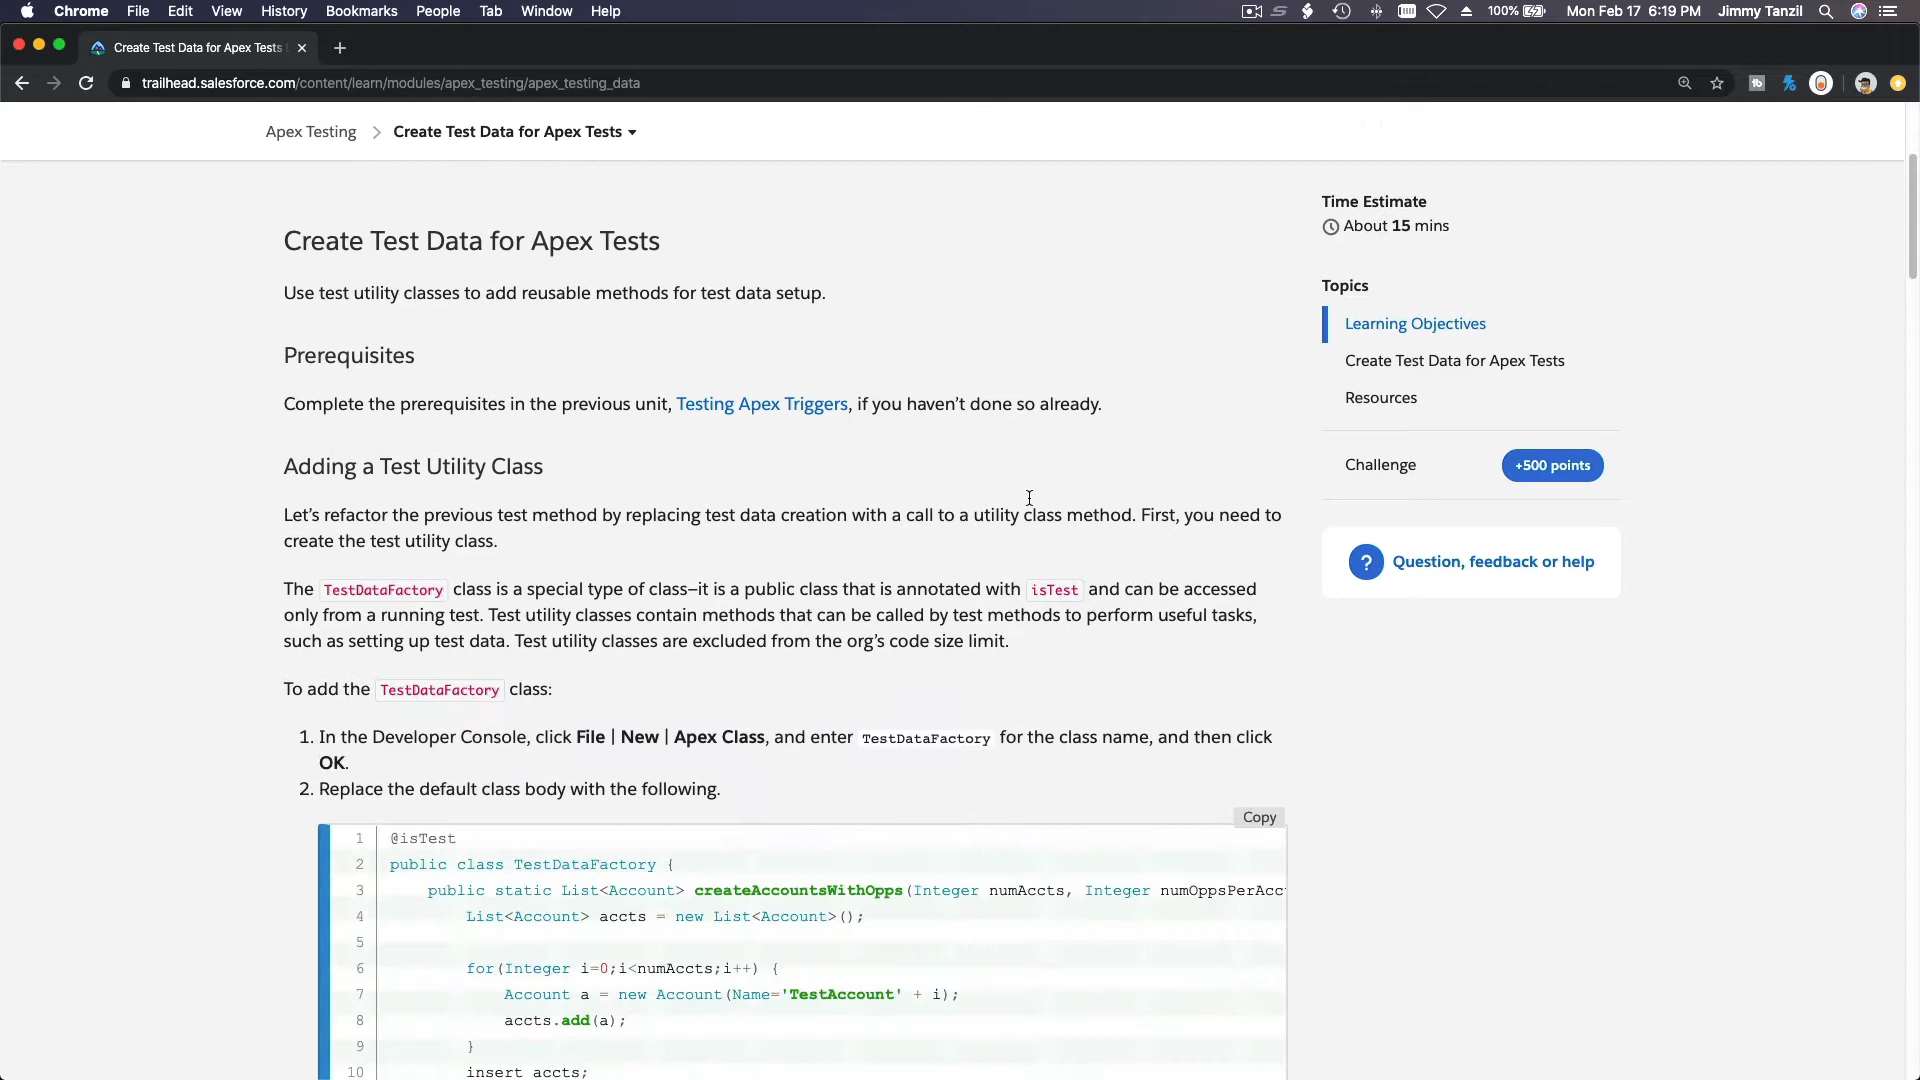 Chrome File Edit View History Bookmarks People Tab Window Help 100% Mon Feb 17 6:19 PM Jimmy Tanzil
Create Test Data for Apex Tests
trailhead.salesforce.com/content/learn/modules/apex_testing/apex_testing_data
Apex Testing Create Test Data for Apex Tests
Create Test Data for Apex Tests
Use test utility classes to add reusable methods for test data setup.
Prerequisites
Complete the prerequisites in the previous unit, Testing Apex Triggers, if you haven’t done so already.
Adding a Test Utility Class
Let’s refactor the previous test method by replacing test data creation with a call to a utility class method. First, you need to
create the test utility class.
The TestDataFactory class is a special type of class—it is a public class that is annotated with isTest and can be accessed
only from a running test. Test utility classes contain methods that can be called by test methods to perform useful tasks,
such as setting up test data. Test utility classes are excluded from the org’s code size limit.
To add the TestDataFactory class:
1. In the Developer Console, click File | New | Apex Class, and enter TestDataFactory for the class name, and then click
OK.
2. Replace the default class body with the following.
Copy
1 @isTest
2 public class TestDataFactory {
3 public static List<Account> createAccountsWithOpps(Integer numAccts, Integer numOppsPerAcc
4 List<Account> accts = new List<Account>();
5
6 for(Integer i=0;i<numAccts;i++) {
7 Account a = new Account(Name='TestAccount' + i);
8 accts.add(a);
9 }
10 insert accts;
Time Estimate
About 15 mins
Topics
Learning Objectives
Create Test Data for Apex Tests
Resources
Challenge +500 points
? Question, feedback or help